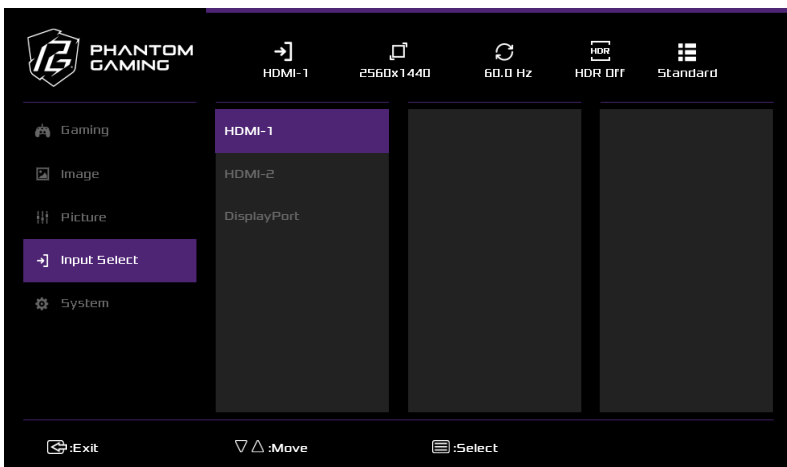 PHANTOM
GAMING
HDMI-1
2560x1440
60.0 Hz
HDR
HDR Off
Standard
Gaming
Image
Picture
Input Select
System
HDMI-1
HDMI-2
DisplayPort
:Exit
:Move
:Select